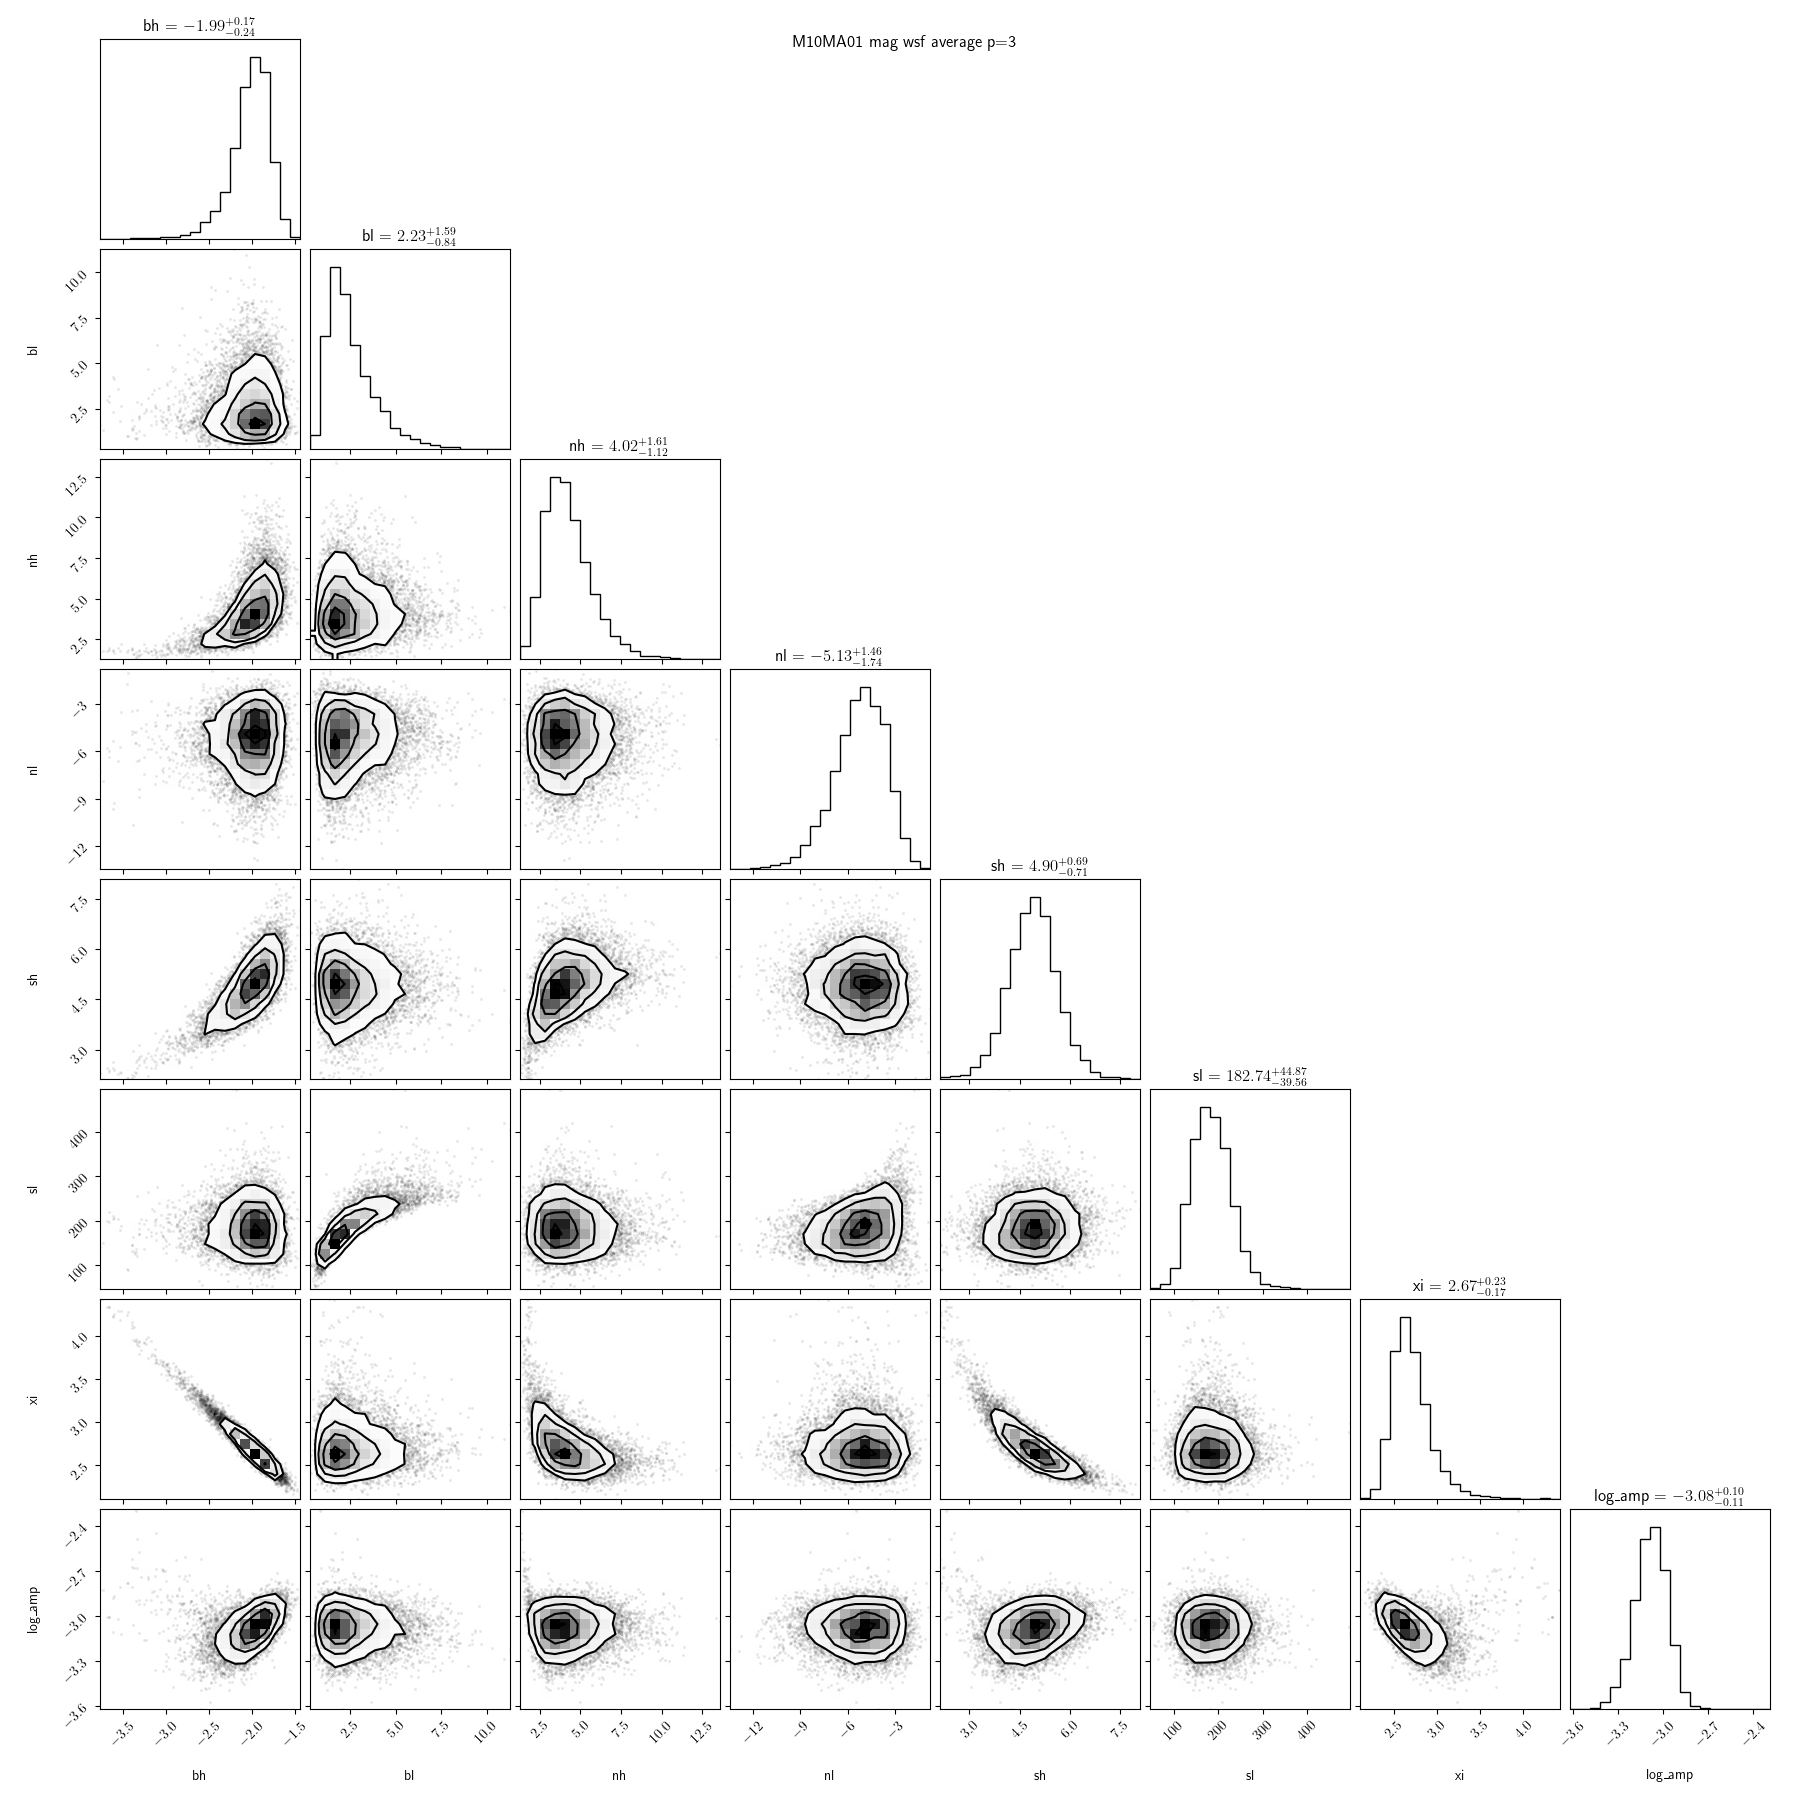 M10MA01 mag wsf average p=3
bh = −1.99+0.17−0.24
bl = 2.23+1.59−0.84
10.0
7.5
5.0
2.5
bl
nh = 4.02+1.61−1.12
12.5
10.0
7.5
5.0
2.5
nh
nl = −5.13+1.46−1.74
−3
−6
−9
−12
nl
sh = 4.90+0.69−0.71
7.5
6.0
4.5
3.0
sh
sl = 182.74+44.87−39.56
400
300
200
100
sl
xi = 2.67+0.23−0.17
4.0
3.5
3.0
2.5
xi
log_amp = −3.08+0.10−0.11
−2.4
−2.7
−3.0
−3.3
−3.6
log_amp
−3.5 −3.0 −2.5 −2.0 −1.5 2.5 5.0 7.5 10.0 2.5 5.0 7.5 10.0 12.5 −12 −9 −6 −3 3.0 4.5 6.0 7.5 100 200 300 400 2.5 3.0 3.5 4.0 −3.6 −3.3 −3.0 −2.7 −2.4
bh bl nh nl sh sl xi log_amp